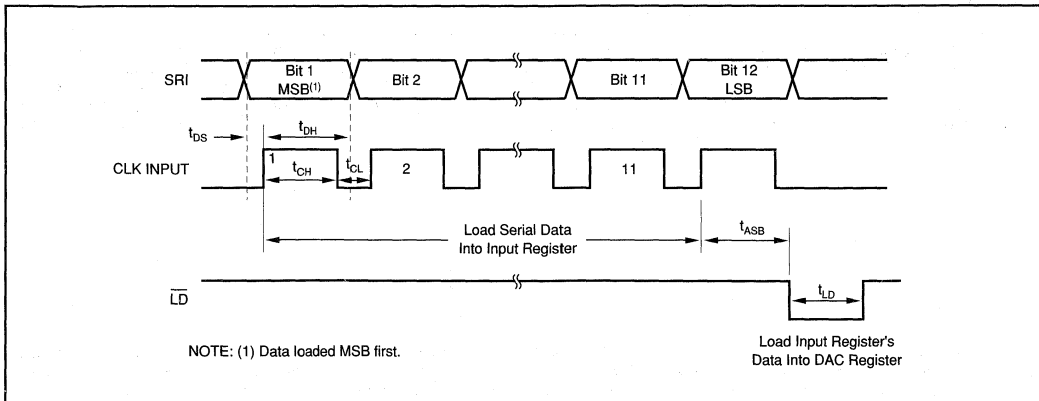 SRI
Bit 1
MSB(1)
Bit 2
Bit 11
Bit 12
LSB
tDS
tDH
CLK INPUT
1
tCH
tCL
2
11
Load Serial Data
Into Input Register
tASB
LD
tLD
Load Input Register's
Data Into DAC Register
NOTE: (1) Data loaded MSB first.